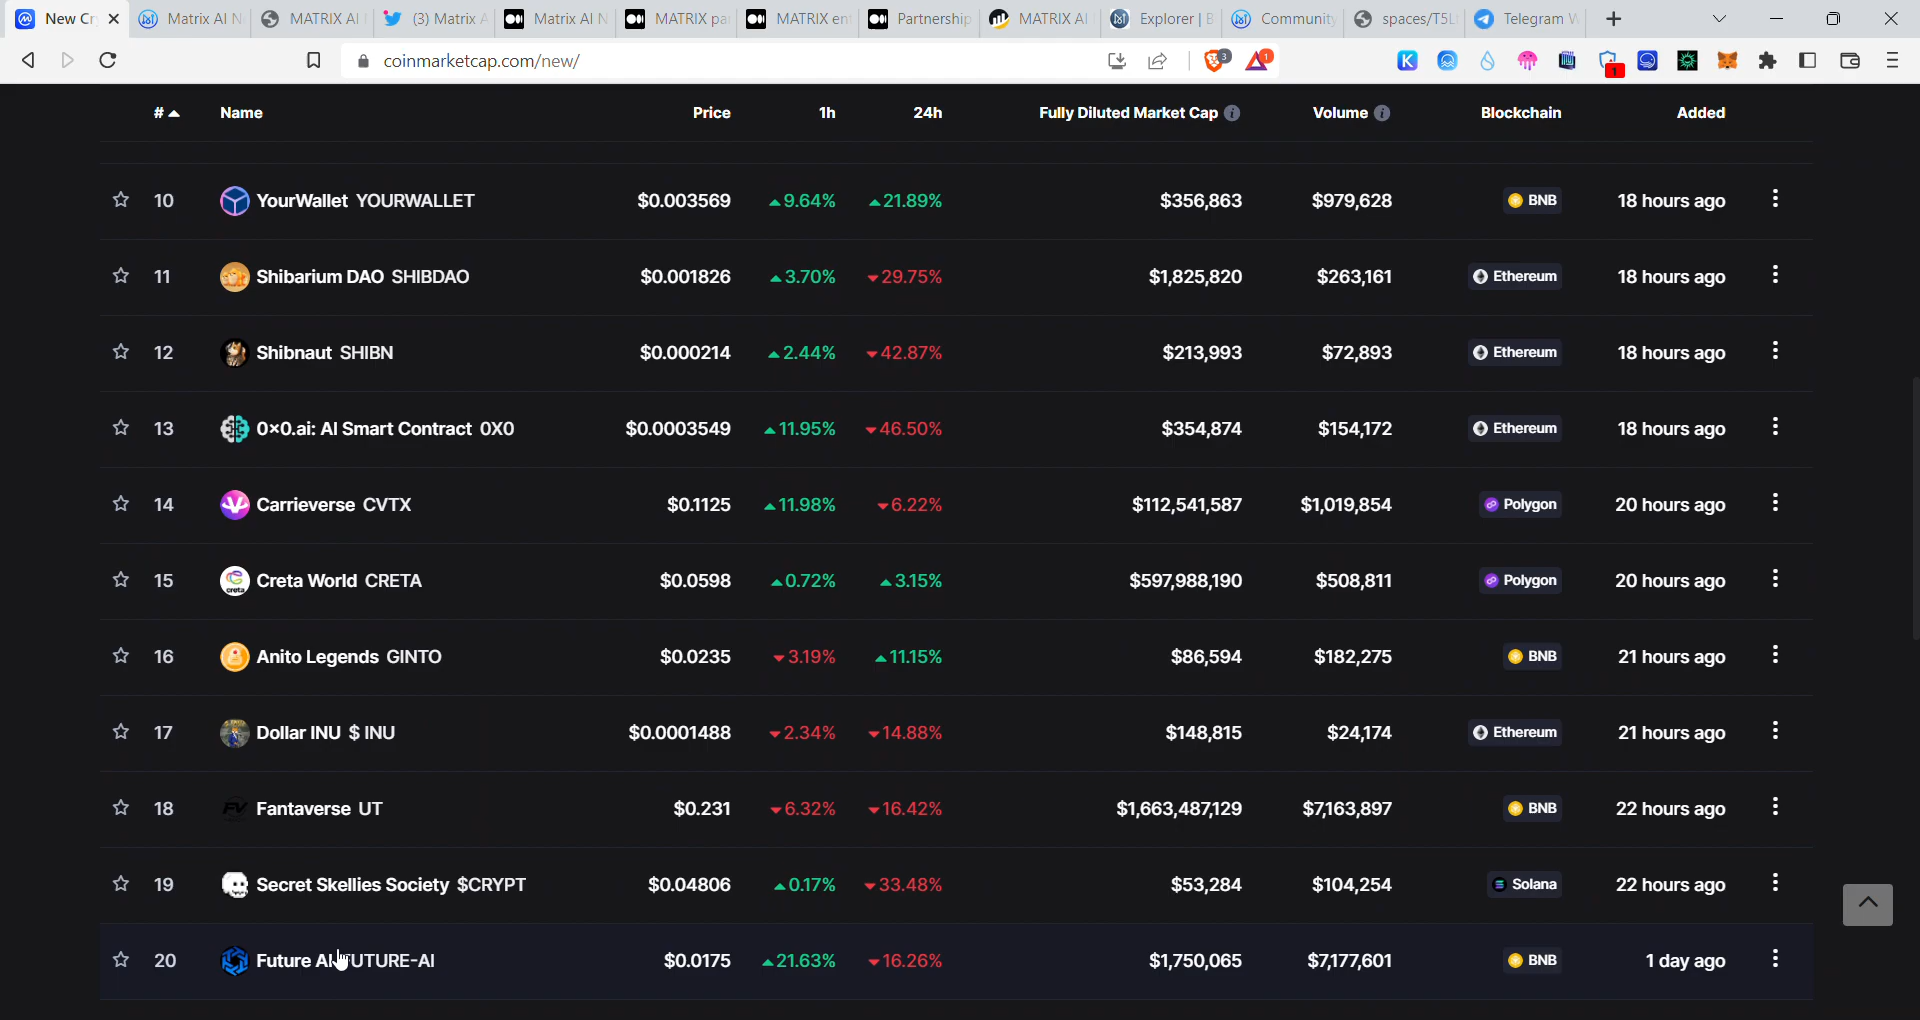 New Cr Matrix AI N MATRIX AI (3) Matrix A Matrix AI N MATRIX pa MATRIX en Partnership MATRIX AI Explorer | B Community spaces/T5L Telegram W
coinmarketcap.com/new/ 3 1 1
# Name Price 1h 24h Fully Diluted Market Cap Volume Blockchain Added
10 YourWallet YOURWALLET $0.003569 9.64% 21.89% $356,863 $979,628 BNB 18 hours ago
11 Shibarium DAO SHIBDAO $0.001826 3.70% 29.75% $1,825,820 $263,161 Ethereum 18 hours ago
12 Shibnaut SHIBN $0.000214 2.44% 42.87% $213,993 $72,893 Ethereum 18 hours ago
13 0x0.ai: AI Smart Contract 0X0 $0.0003549 11.95% 46.50% $354,874 $154,172 Ethereum 18 hours ago
14 Carrieverse CVTX $0.1125 11.98% 6.22% $112,541,587 $1,019,854 Polygon 20 hours ago
15 Creta World CRETA $0.0598 0.72% 3.15% $597,988,190 $508,811 Polygon 20 hours ago
16 Anito Legends GINTO $0.0235 3.19% 11.15% $86,594 $182,275 BNB 21 hours ago
17 Dollar INU $ INU $0.0001488 2.34% 14.88% $148,815 $24,174 Ethereum 21 hours ago
18 Fantaverse UT $0.231 6.32% 16.42% $1,663,487,129 $7,163,897 BNB 22 hours ago
19 Secret Skellies Society $CRYPT $0.04806 0.17% 33.48% $53,284 $104,254 Solana 22 hours ago
20 Future AI FUTURE-AI $0.0175 21.63% 16.26% $1,750,065 $7,177,601 BNB 1 day ago